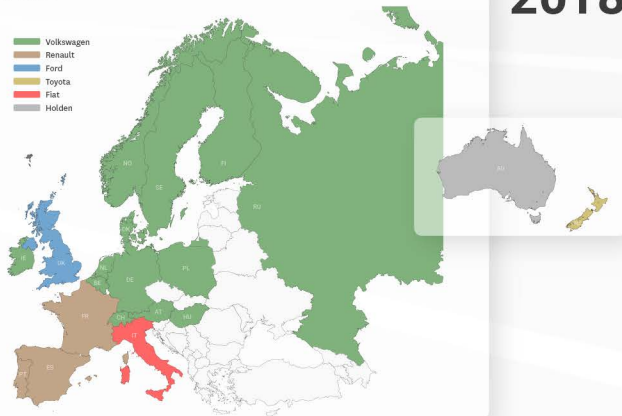 2018
Volkswagen
Renault
Ford
Toyota
Fiat
Holden
NO
SE
FI
RU
DK
IE
UK
NL
BE
DE
PL
FR
CH
AT
HU
IT
PT
ES